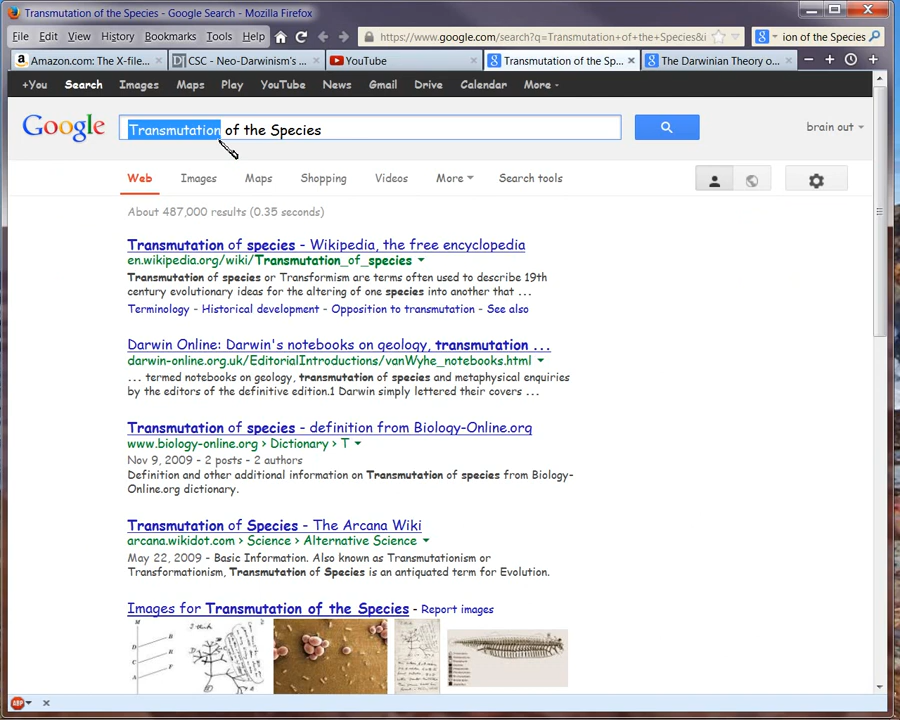 Transmutation of the Species - Google Search - Mozilla Firefox
File Edit View History Bookmarks Tools Help
https://www.google.com/search?q=Transmutation+of+the+Species&i
ion of the Species
Amazon.com: The X-file...
CSC - Neo-Darwinism's ...
YouTube
Transmutation of the Sp...
The Darwinian Theory o...
+You Search Images Maps Play YouTube News Gmail Drive Calendar More
Google
Transmutation of the Species
brain out
Web Images Maps Shopping Videos More Search tools
About 487,000 results (0.35 seconds)
Transmutation of species - Wikipedia, the free encyclopedia
en.wikipedia.org/wiki/Transmutation_of_species
Transmutation of species or Transformism are terms often used to describe 19th
century evolutionary ideas for the altering of one species into another that ...
Terminology - Historical development - Opposition to transmutation - See also
Darwin Online: Darwin's notebooks on geology, transmutation ...
darwin-online.org.uk/EditorialIntroductions/vanWyhe_notebooks.html
... termed notebooks on geology, transmutation of species and metaphysical enquiries
by the editors of the definitive edition.1 Darwin simply lettered their covers ...
Transmutation of species - definition from Biology-Online.org
www.biology-online.org › Dictionary › T
Nov 9, 2009 - 2 posts - 2 authors
Definition and other additional information on Transmutation of species from Biology-
Online.org dictionary.
Transmutation of Species - The Arcana Wiki
arcana.wikidot.com › Science › Alternative Science
May 22, 2009 - Basic Information. Also known as Transmutationism or
Transformationism, Transmutation of Species is an antiquated term for Evolution.
Images for Transmutation of the Species - Report images
ABP